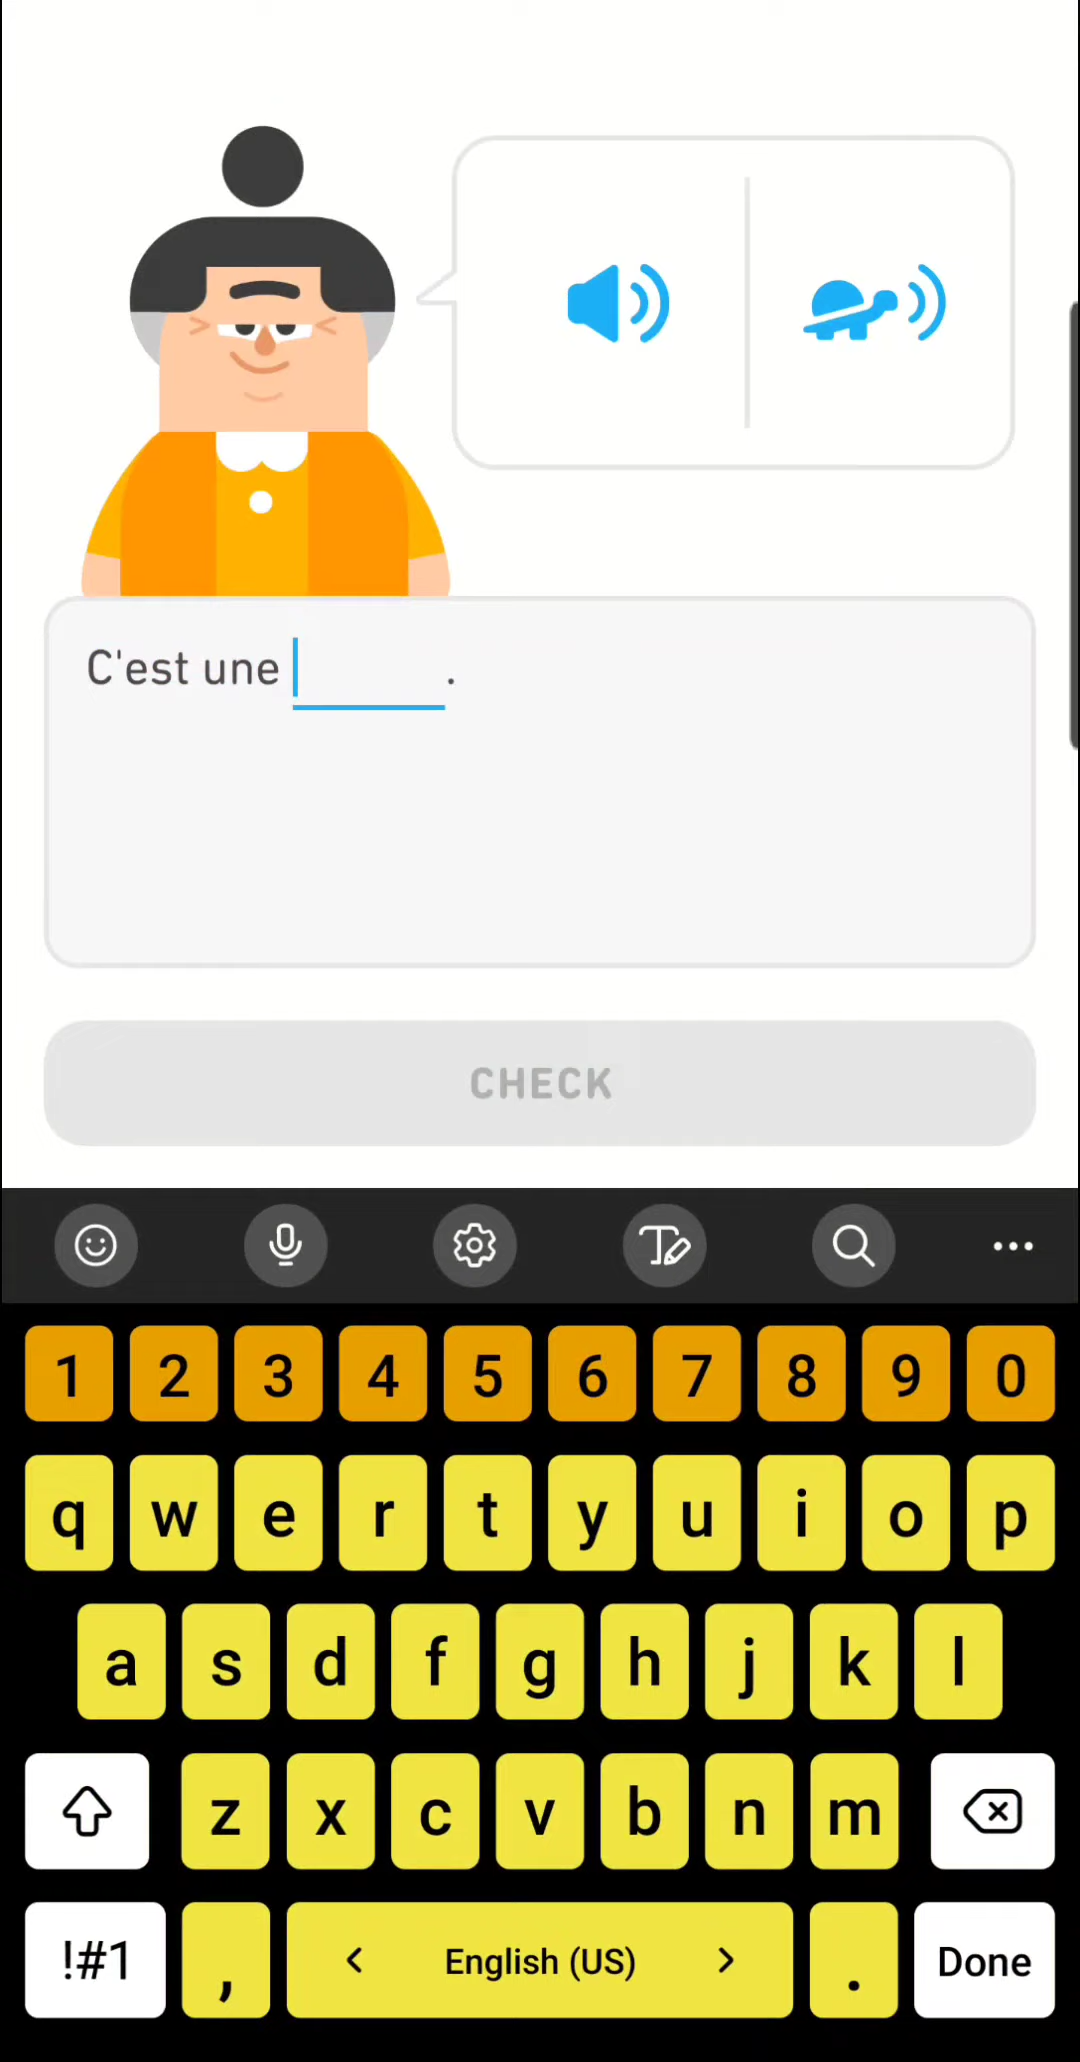 C'est une .
CHECK
1 2 3 4 5 6 7 8 9 0
q w e r t y u i o p
a s d f g h j k l
z x c v b n m
!#1 , < English (US) > . Done